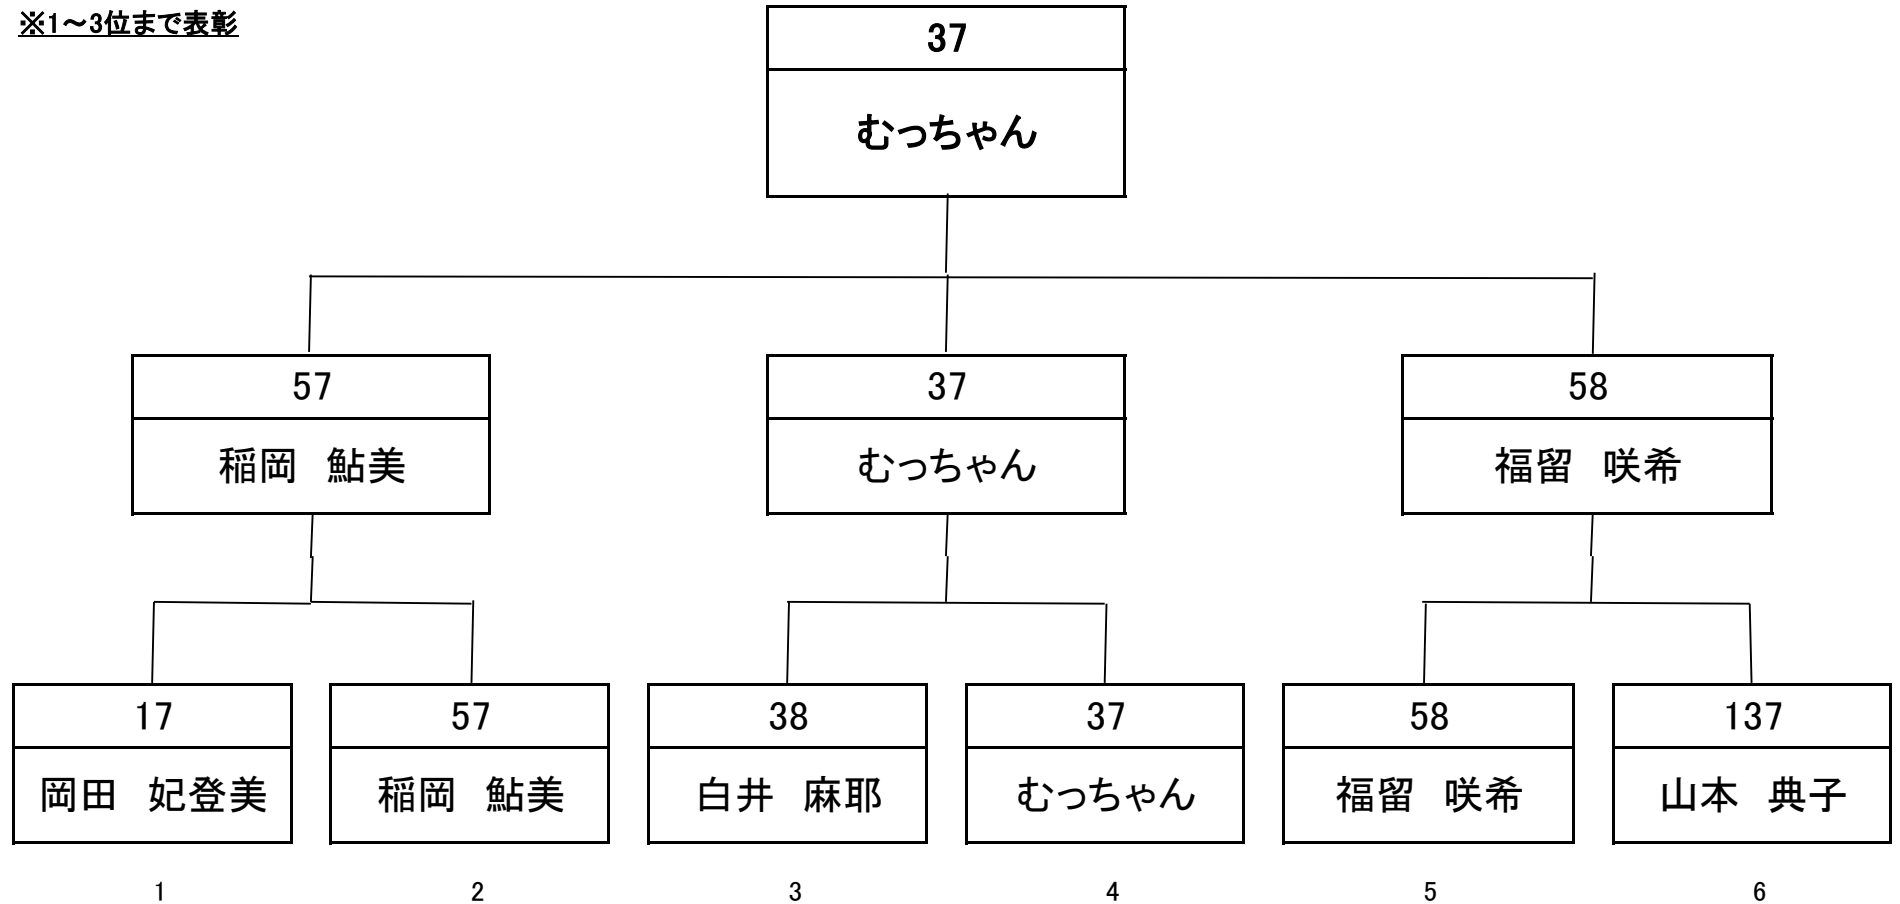 ※1～3位まで表彰
37
むっちゃん
57
37
58
稲岡　鮎美
むっちゃん
福留　咲希
17
57
38
37
58
137
岡田　妃登美
稲岡　鮎美
白井　麻耶
むっちゃん
福留　咲希
山本　典子
1
2
3
4
5
6